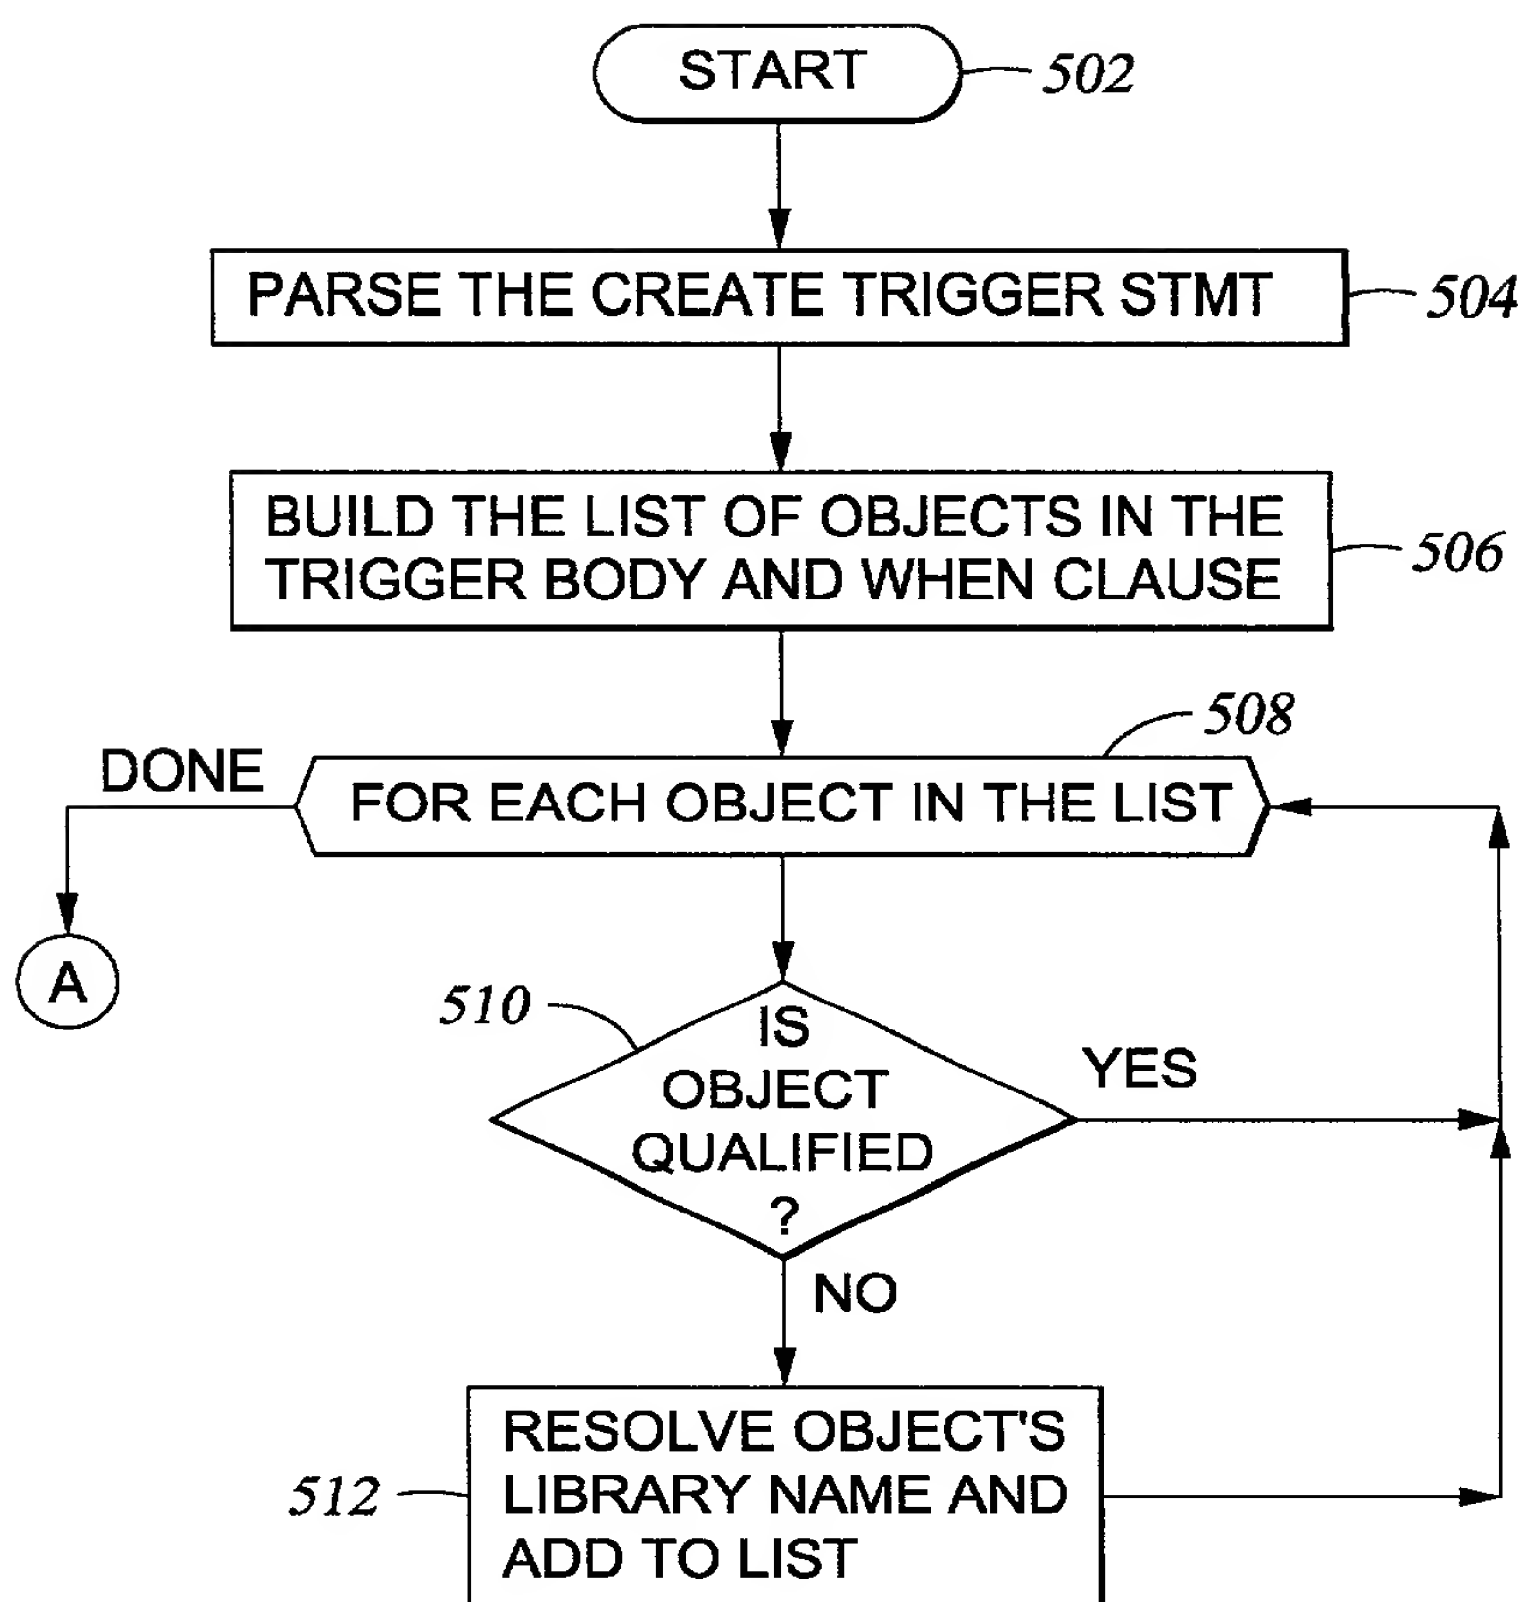 START
502
PARSE THE CREATE TRIGGER STMT
504
BUILD THE LIST OF OBJECTS IN THE
TRIGGER BODY AND WHEN CLAUSE
506
508
DONE
FOR EACH OBJECT IN THE LIST
A
510
IS
OBJECT
QUALIFIED
?
YES
NO
RESOLVE OBJECT'S
LIBRARY NAME AND
ADD TO LIST
512